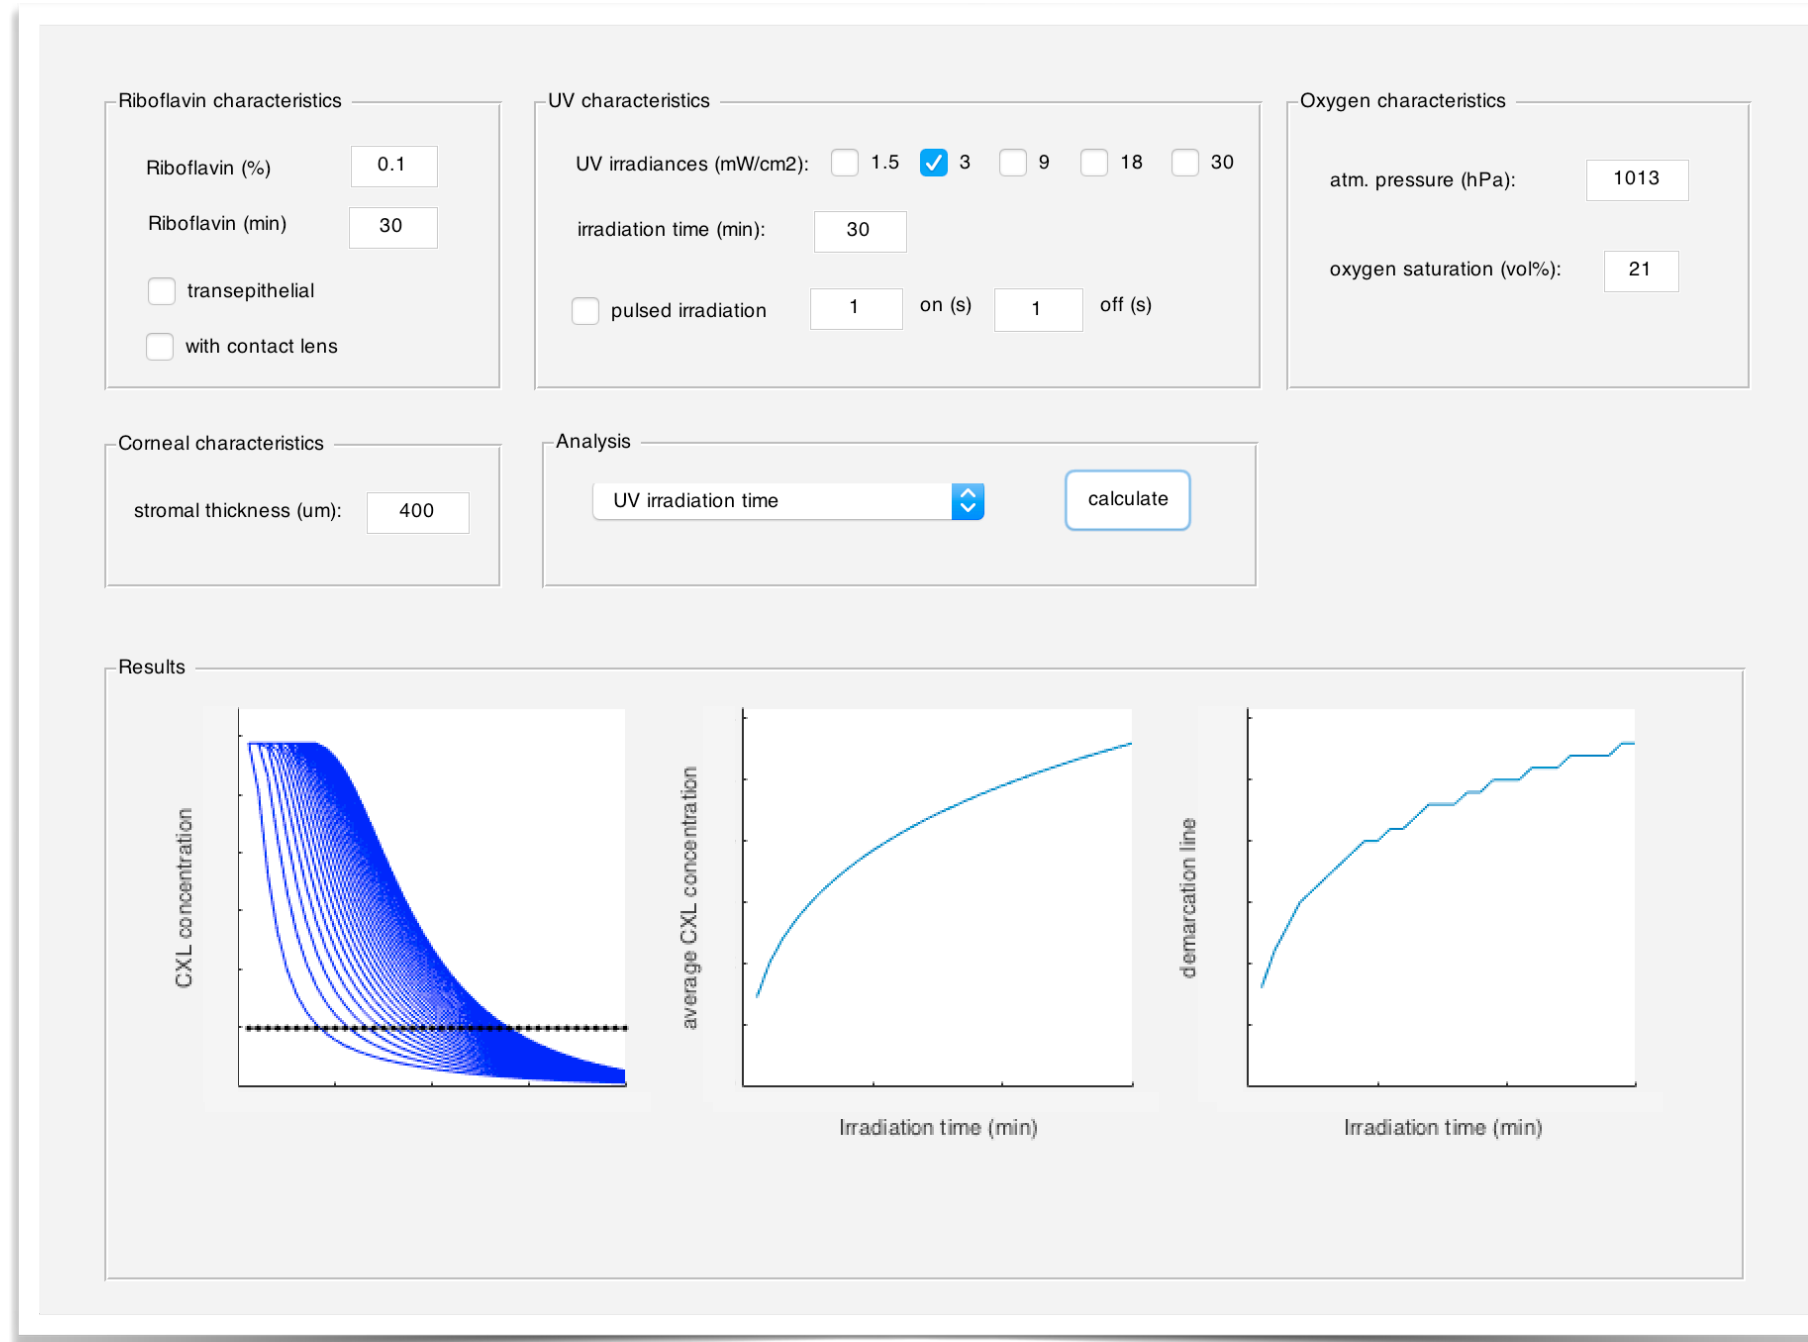 Riboflavin characteristics
Riboflavin (%) 0.1
Riboflavin (min) 30
transepithelial
with contact lens
UV characteristics
UV irradiances (mW/cm2): 1.5 3 9 18 30
irradiation time (min): 30
pulsed irradiation 1 on (s) 1 off (s)
Oxygen characteristics
atm. pressure (hPa): 1013
oxygen saturation (vol%): 21
Corneal characteristics
stromal thickness (um): 400
Analysis
UV irradiation time
calculate
Results
CXL concentration
average CXL concentration
Irradiation time (min)
demarcation line
Irradiation time (min)